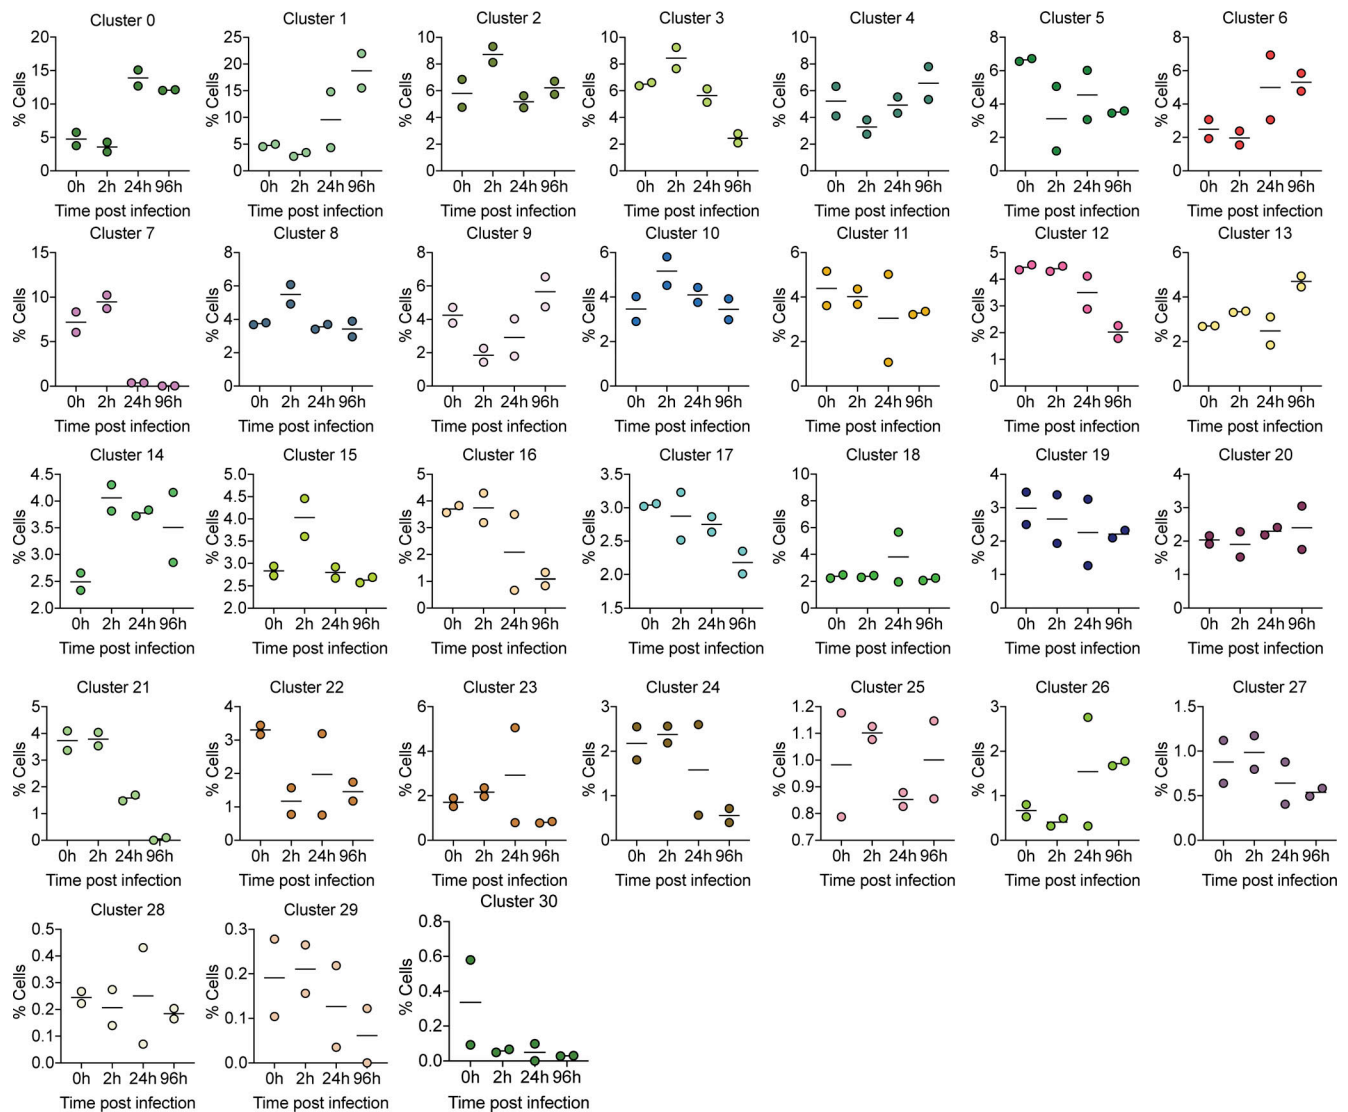 Cluster 0
Cluster 1
Cluster 2
Cluster 3
Cluster 4
Cluster 5
Cluster 6
20 25 10 10 10 8 8
15 20 8 8 8 6 6
10 15 6 6 6 4 4
5 10 4 4 4 2 2
0 5 2 2 2 0 0
0 0 0 0
% Cells % Cells % Cells % Cells % Cells % Cells % Cells
0h 2h 24h 96h 0h 2h 24h 96h 0h 2h 24h 96h 0h 2h 24h 96h 0h 2h 24h 96h 0h 2h 24h 96h 0h 2h 24h 96h
Time post infection Time post infection Time post infection Time post infection Time post infection Time post infection Time post infection
Cluster 7
Cluster 8
Cluster 9
Cluster 10
Cluster 11
Cluster 12
Cluster 13
15 8 8 6 6 5 6
10 6 6 4 4 4 4
5 4 4 2 2 3 2
0 2 2 0 0 2 0
0 0 1
0
% Cells % Cells % Cells % Cells % Cells % Cells % Cells
0h 2h 24h 96h 0h 2h 24h 96h 0h 2h 24h 96h 0h 2h 24h 96h 0h 2h 24h 96h 0h 2h 24h 96h 0h 2h 24h 96h
Time post infection Time post infection Time post infection Time post infection Time post infection Time post infection Time post infection
Cluster 14
Cluster 15
Cluster 16
Cluster 17
Cluster 18
Cluster 19
Cluster 20
4.5 5.0 5 3.5 10 4 4
4.0 4.5 4 3.0 8 3 3
3.5 4.0 3 2.5 6 2 2
3.0 3.5 2 2.0 4 1 1
2.5 3.0 1 1.5 2 0 0
2.0 2.5 0 0
2.0
% Cells % Cells % Cells % Cells % Cells % Cells % Cells
0h 2h 24h 96h 0h 2h 24h 96h 0h 2h 24h 96h 0h 2h 24h 96h 0h 2h 24h 96h 0h 2h 24h 96h 0h 2h 24h 96h
Time post infection Time post infection Time post infection Time post infection Time post infection Time post infection Time post infection
Cluster 21
Cluster 22
Cluster 23
Cluster 24
Cluster 25
Cluster 26
Cluster 27
5 4 6 3 1.2 3 1.5
4 3 4 2 1.1 2 1.0
3 2 2 1 1.0 1 0.5
2 1 0 0 0.9 0 0.0
1 0 0.8
0 0.7
% Cells % Cells % Cells % Cells % Cells % Cells % Cells
0h 2h 24h 96h 0h 2h 24h 96h 0h 2h 24h 96h 0h 2h 24h 96h 0h 2h 24h 96h 0h 2h 24h 96h 0h 2h 24h 96h
Time post infection Time post infection Time post infection Time post infection Time post infection Time post infection Time post infection
Cluster 28
Cluster 29
Cluster 30
0.5 0.3 0.8
0.4 0.2 0.6
0.3 0.1 0.4
0.2 0.0 0.2
0.1 0.0
0.0
% Cells % Cells % Cells
0h 2h 24h 96h 0h 2h 24h 96h 0h 2h 24h 96h
Time post infection Time post infection Time post infection